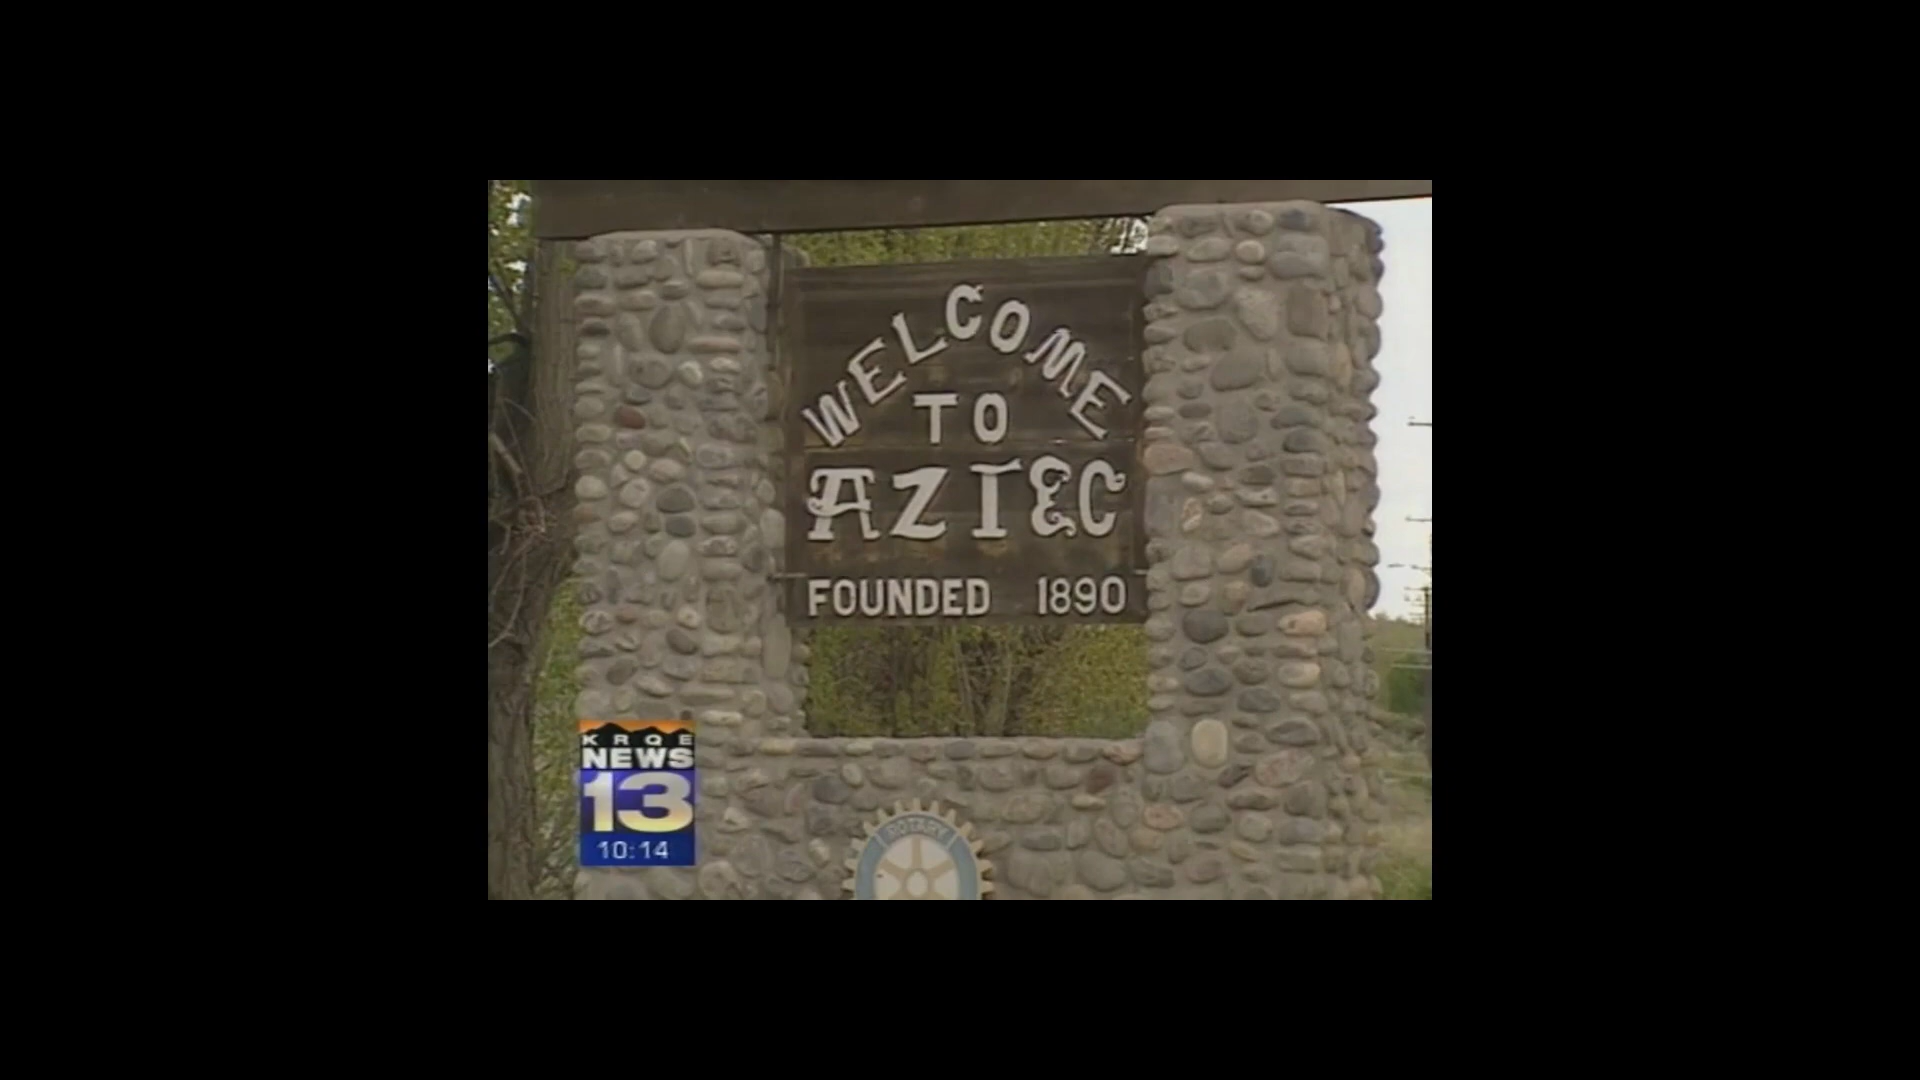 WELCOME
TO
AZTEC
FOUNDED 1890
KRQE
NEWS
13
10:14
ROTARY